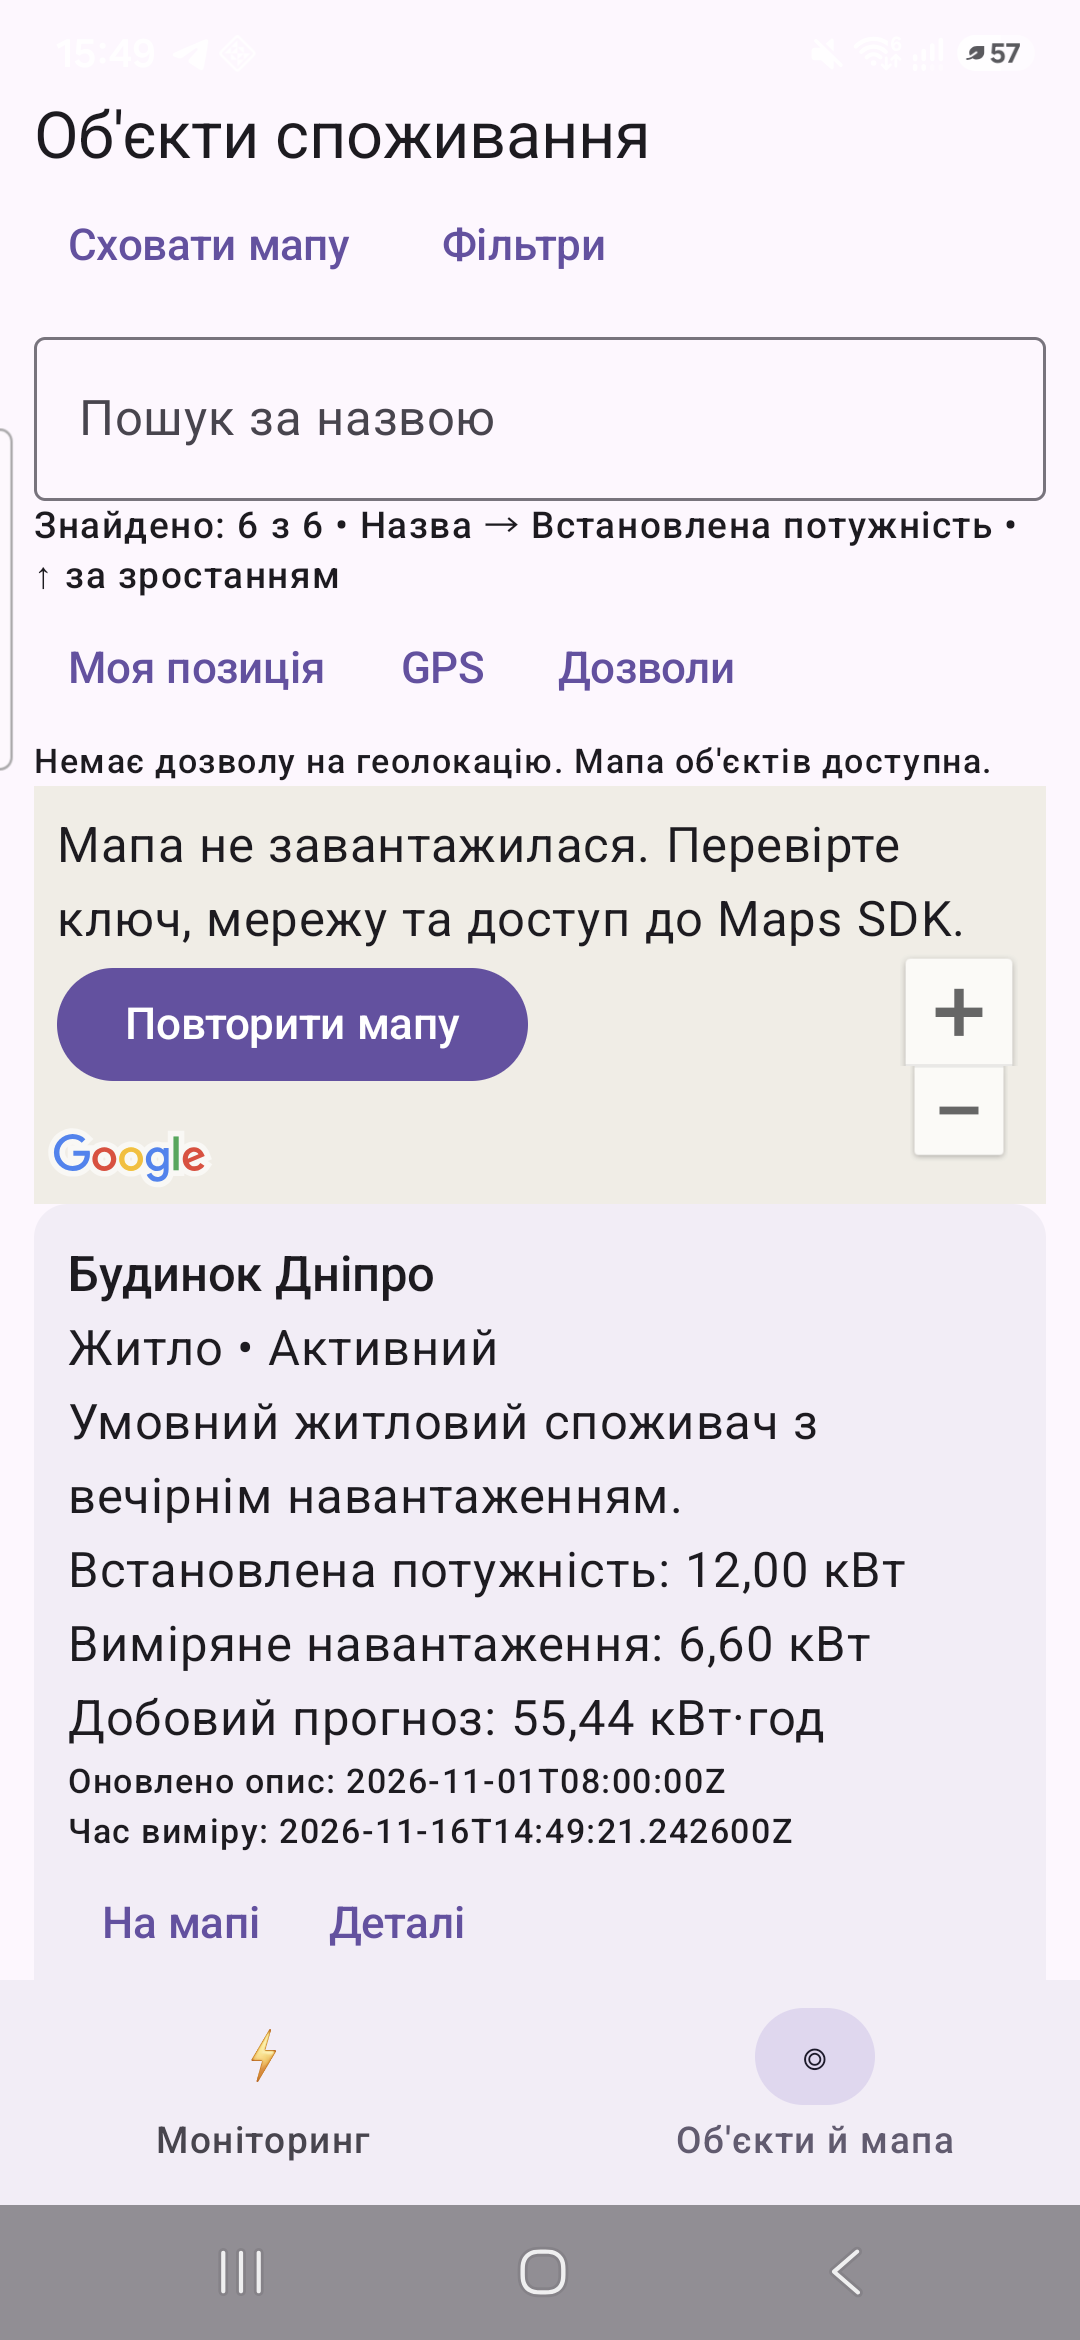 15:49
57
Об'єкти споживання
Сховати мапу Фільтри
Пошук за назвою
Знайдено: 6 з 6 • Назва → Встановлена потужність •
↑ за зростанням
Моя позиція GPS Дозволи
Немає дозволу на геолокацію. Мапа об'єктів доступна.
Мапа не завантажилася. Перевірте
ключ, мережу та доступ до Maps SDK.
Повторити мапу
+
−
Google
Будинок Дніпро
Житло • Активний
Умовний житловий споживач з
вечірнім навантаженням.
Встановлена потужність: 12,00 кВт
Виміряне навантаження: 6,60 кВт
Добовий прогноз: 55,44 кВт·год
Оновлено опис: 2026-11-01T08:00:00Z
Час виміру: 2026-11-16T14:49:21.242600Z
На мапі Деталі
Моніторинг Об'єкти й мапа